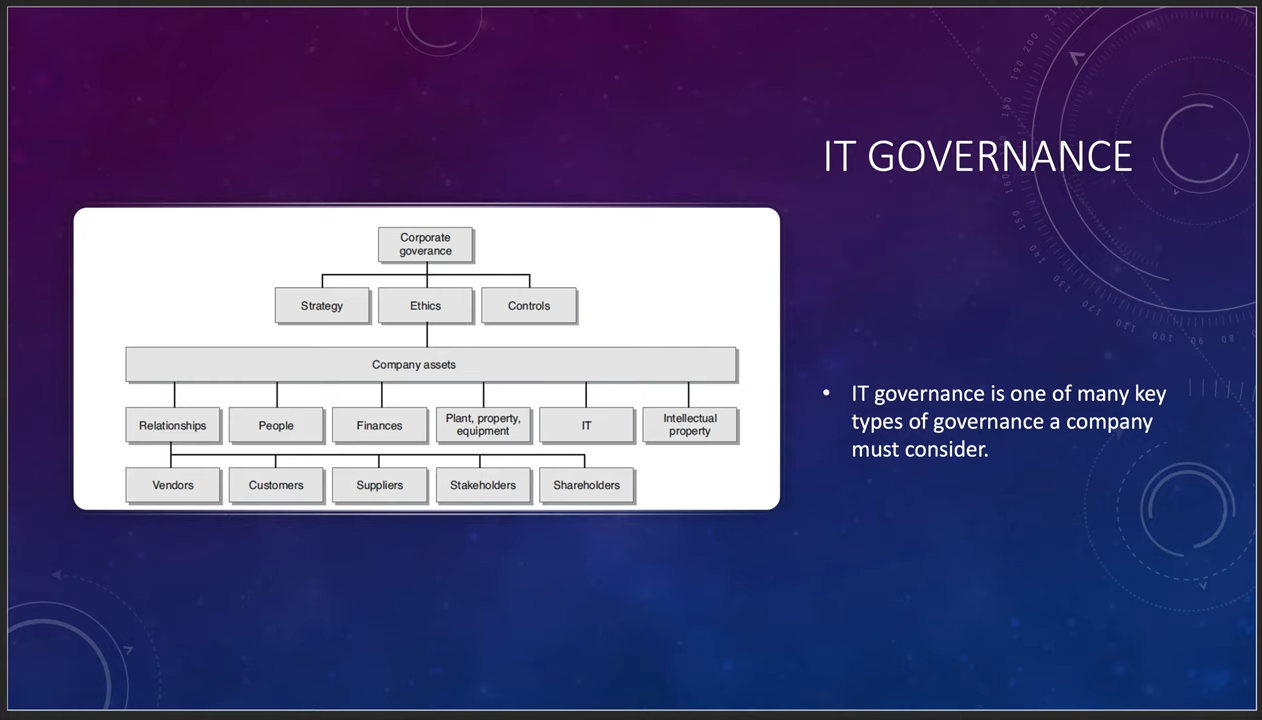 IT GOVERNANCE
Corporate
goverance
Strategy
Ethics
Controls
Company assets
Relationships
People
Finances
Plant, property,
equipment
IT
Intellectual
property
Vendors
Customers
Suppliers
Stakeholders
Shareholders
• IT governance is one of many key
types of governance a company
must consider.